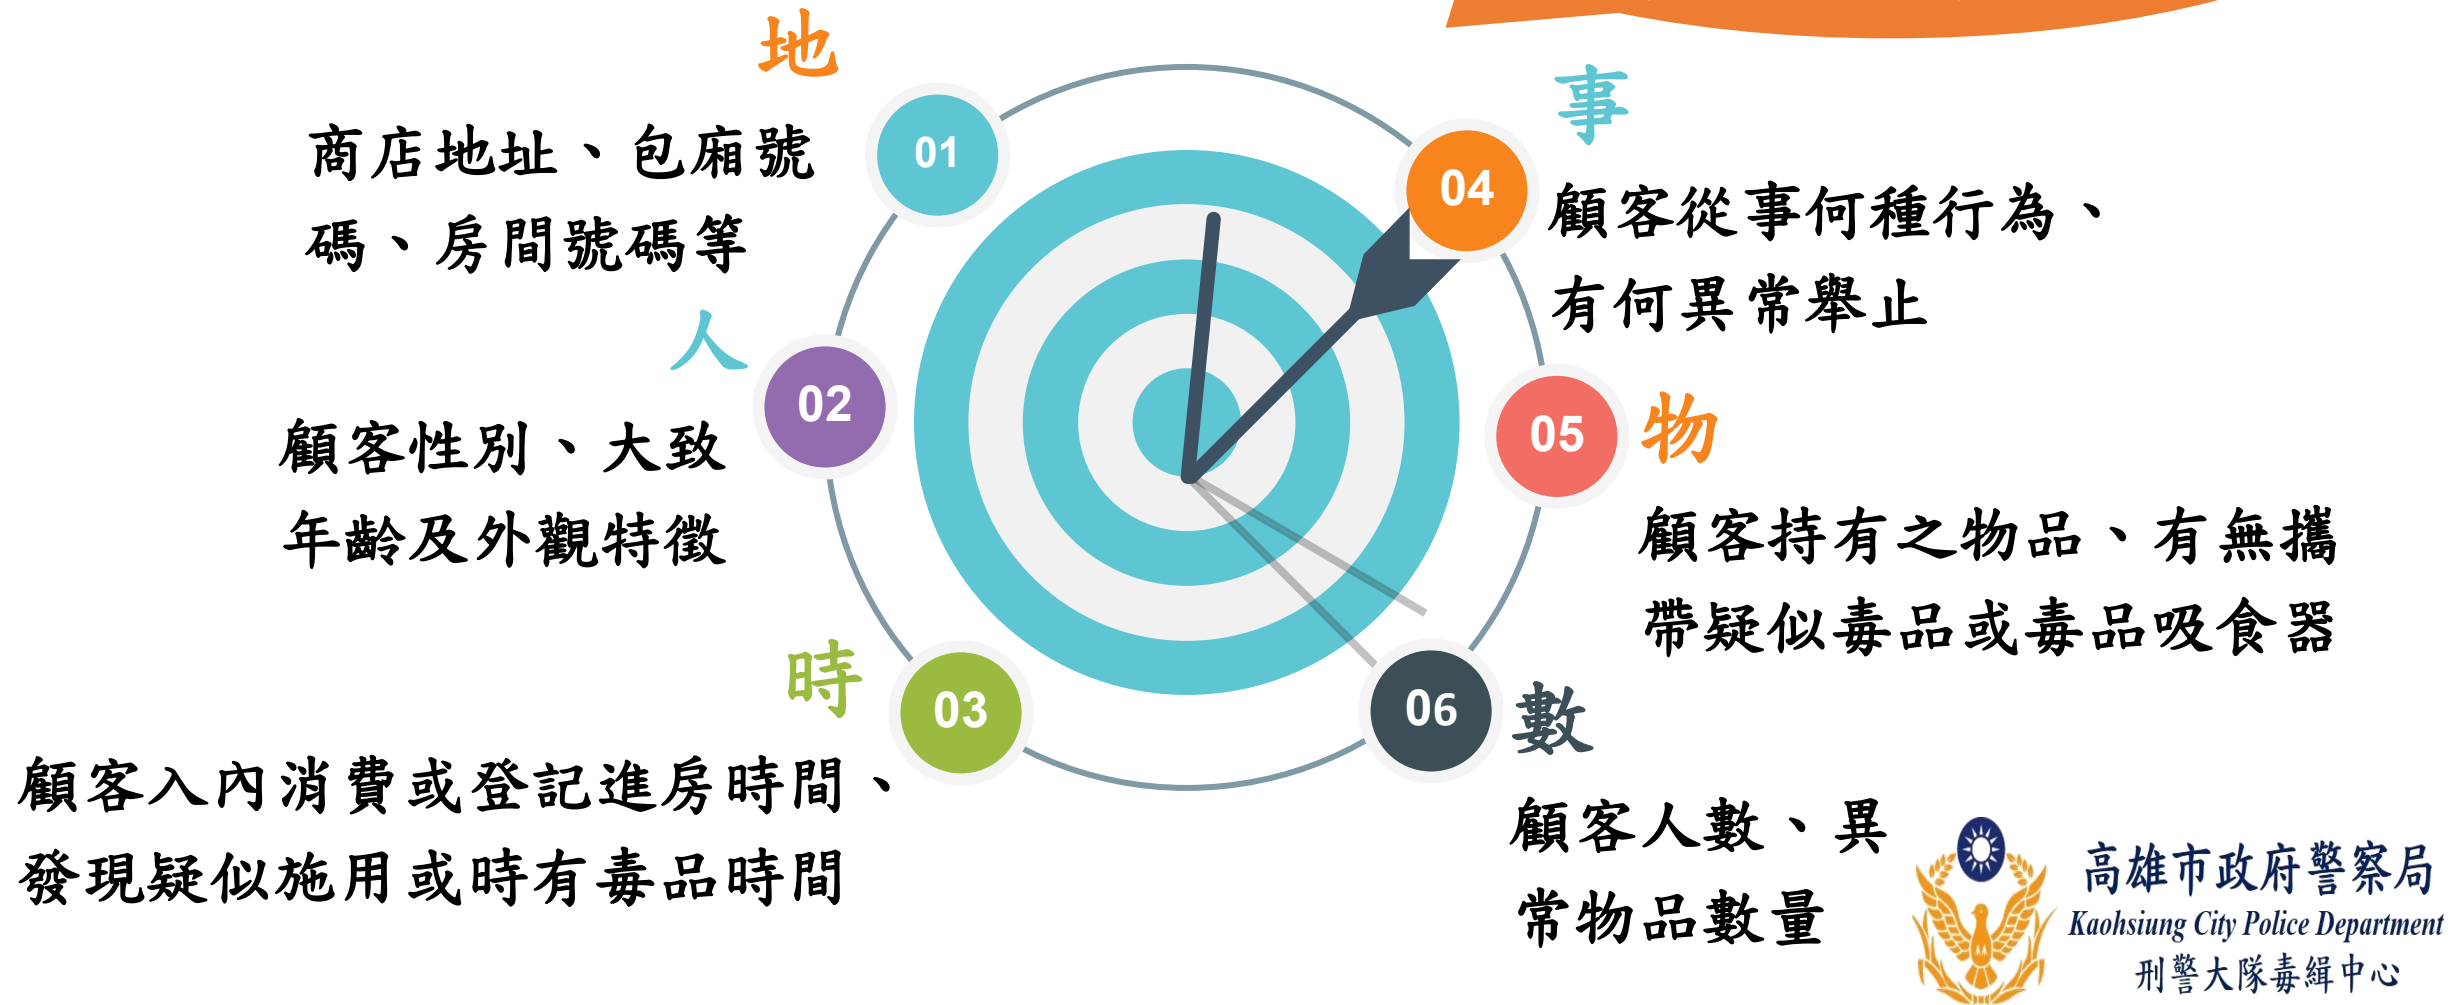 地
01
商店地址、包廂號
碼、房間號碼等
人
02
顧客性別、大致
年齡及外觀特徵
時
03
顧客入內消費或登記進房時間、
發現疑似施用或時有毒品時間
事
04
顧客從事何種行為、
有何異常舉止
物
05
顧客持有之物品、有無攜
帶疑似毒品或毒品吸食器
數
06
顧客人數、異
常物品數量
高雄市政府警察局
Kaohsiung City Police Department
刑警大隊毒緝中心